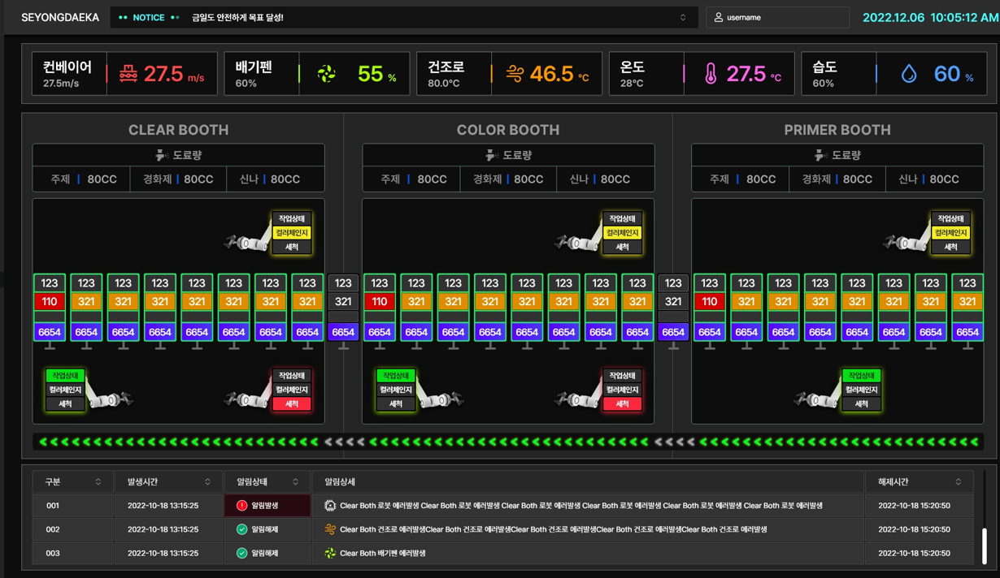 SEYONGDAEKA NOTICE 금일도 안전하게 목표 달성! username 2022.12.06 10:05:12 AM
컨베이어 27.5m/s 27.5 m/s
배기펜 60% 55 %
건조로 80.0°C 46.5 °C
온도 28°C 27.5 °C
습도 60% 60 %
CLEAR BOOTH COLOR BOOTH PRIMER BOOTH
도료량 도료량 도료량
주제 80CC 경화제 80CC 신나 80CC 주제 80CC 경화제 80CC 신나 80CC 주제 80CC 경화제 80CC 신나 80CC
작업상태 작업상태 작업상태
컬러체인지 컬러체인지 컬러체인지
세척 세척 세척
123 123 123 123 123 123 123 123 123 123 123 123 123 123 123 123 123 123 123 123 123 123 123 123 123 123
110 321 321 321 321 321 321 321 321 110 321 321 321 321 321 321 321 321 110 321 321 321 321 321 321 321
6654 6654 6654 6654 6654 6654 6654 6654 6654 6654 6654 6654 6654 6654 6654 6654 6654 6654 6654 6654 6654 6654 6654 6654 6654 6654
작업상태 작업상태 작업상태 작업상태 작업상태
컬러체인지 컬러체인지 컬러체인지 컬러체인지 컬러체인지
세척 세척 세척 세척 세척
구분 발생시간 알림상태 알림상세 해제시간
001 2022-10-18 13:15:25 알림발생 Clear Both 로봇 에러발생 Clear Both 로봇 에러발생 Clear Both 로봇 에러발생 Clear Both 로봇 에러발생 Clear Both 로봇 에러발생 Clear Both 로봇 에러발생 2022-10-18 15:20:50
002 2022-10-18 13:15:25 알림해제 Clear Both 건조로 에러발생Clear Both 건조로 에러발생Clear Both 건조로 에러발생Clear Both 건조로 에러발생Clear Both 건조로 에러발생 2022-10-18 15:20:50
003 2022-10-18 13:15:25 알림해제 Clear Both 배기펜 에러발생 2022-10-18 15:20:50